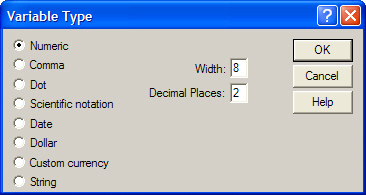 Variable Type
Numeric
Comma
Dot
Scientific notation
Date
Dollar
Custom currency
String
Width: 8
Decimal Places: 2
OK
Cancel
Help